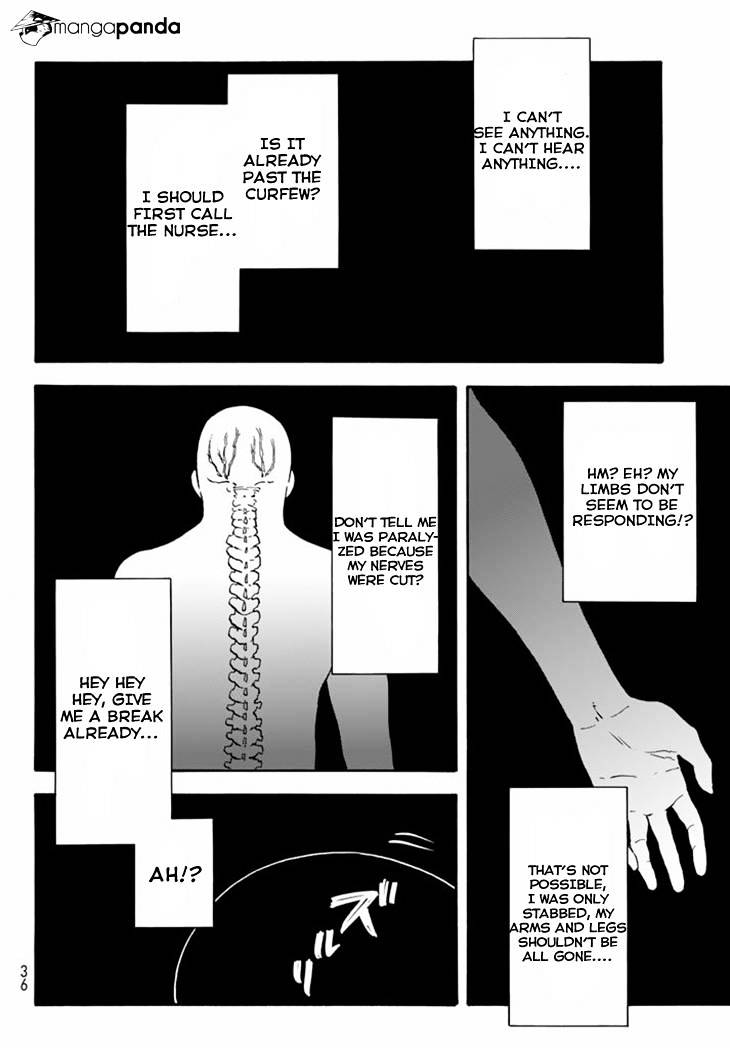 mangapanda
I CAN'T
SEE ANYTHING.
I CAN'T HEAR
ANYTHING....
IS IT
ALREADY
PAST THE
CURFEW?
I SHOULD
FIRST CALL
THE NURSE...
HM? EH? MY
LIMBS DON'T
SEEM TO BE
RESPONDING!?
THAT'S NOT
POSSIBLE,
I WAS ONLY
STABBED, MY
ARMS AND LEGS
SHOULDN'T BE
ALL GONE....
DON'T TELL ME
I WAS PARALY-
ZED BECAUSE
MY NERVES
WERE CUT?
HEY HEY
HEY, GIVE
ME A BREAK
ALREADY...
AH!?
ズルル
36